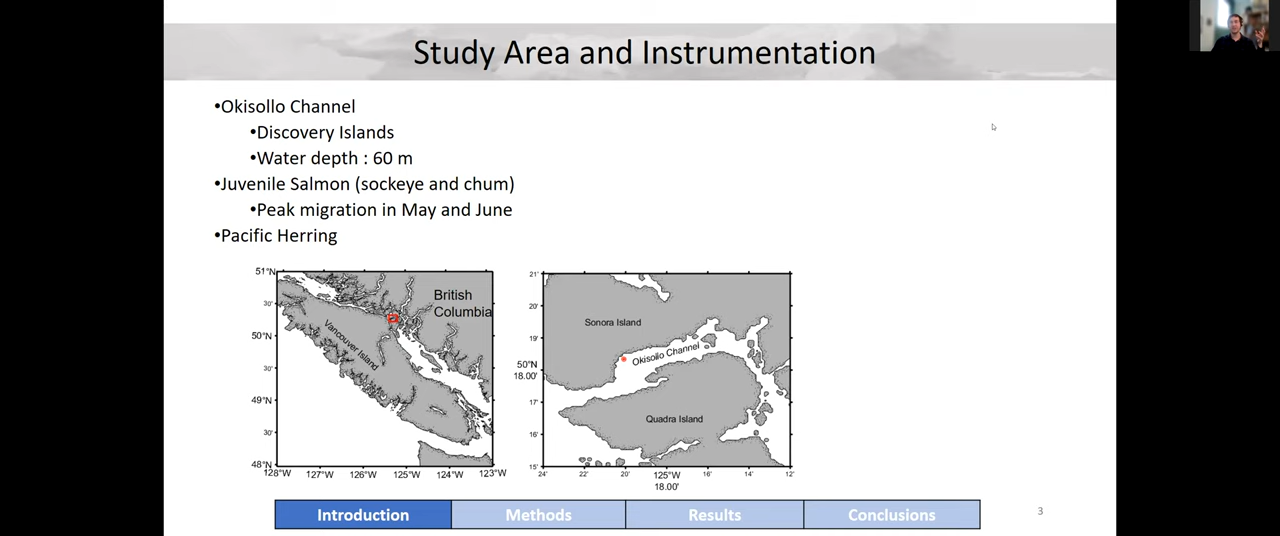 Study Area and Instrumentation
•Okisollo Channel
•Discovery Islands
•Water depth : 60 m
•Juvenile Salmon (sockeye and chum)
•Peak migration in May and June
•Pacific Herring
51°N
30'
50°N
30'
49°N
30'
48°N
128°W 127°W 126°W 125°W 124°W 123°W
British
Columbia
Vancouver Island
21'
20'
19'
50°N
18.00'
17'
16'
15'
24' 22' 20' 125°W 16' 14' 12'
18.00'
Sonora Island
Okisollo Channel
Quadra Island
Introduction Methods Results Conclusions
3